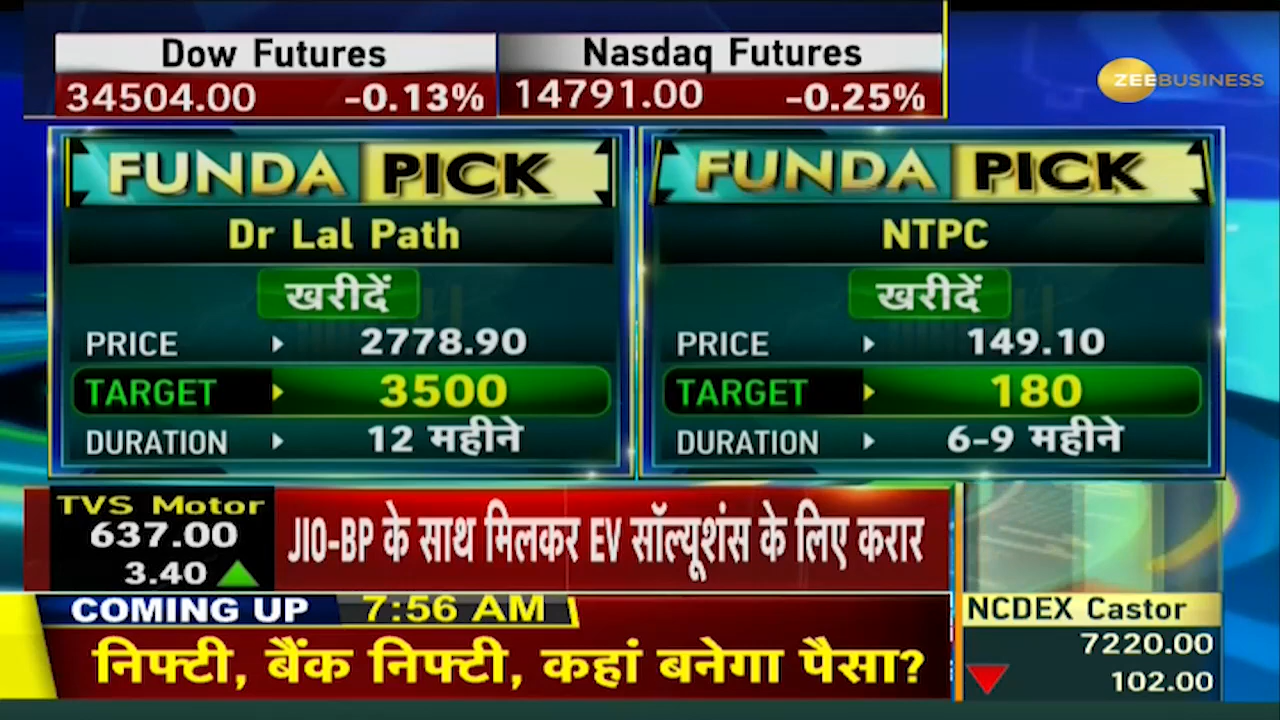 Dow Futures
34504.00 -0.13%
Nasdaq Futures
14791.00 -0.25%
ZEEBUSINESS
FUNDA PICK
Dr Lal Path
खरीदें
PRICE 2778.90
TARGET 3500
DURATION 12 महीने
FUNDA PICK
NTPC
खरीदें
PRICE 149.10
TARGET 180
DURATION 6-9 महीने
TVS Motor
637.00
3.40
JIO-BP के साथ मिलकर EV सॉल्यूशंस के लिए करार
COMING UP 7:56 AM
निफ्टी, बैंक निफ्टी, कहां बनेगा पैसा?
NCDEX Castor
7220.00
102.00